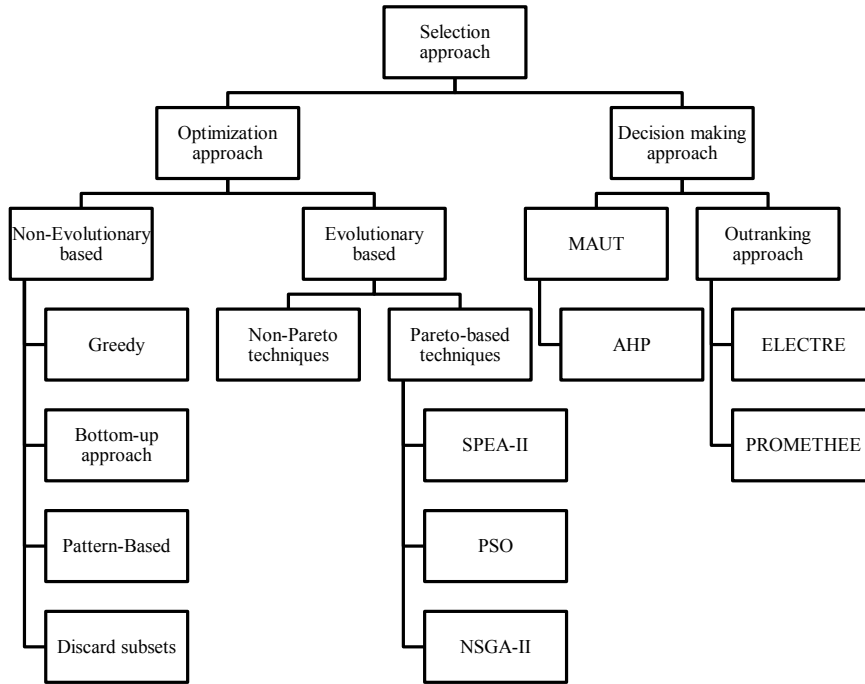 Selection
approach
Optimization
approach
Decision making
approach
Non-Evolutionary
based
Evolutionary
based
MAUT
Outranking
approach
Greedy
Non-Pareto
techniques
Pareto-based
techniques
AHP
ELECTRE
Bottom-up
approach
SPEA-II
PROMETHEE
Pattern-Based
PSO
Discard subsets
NSGA-II